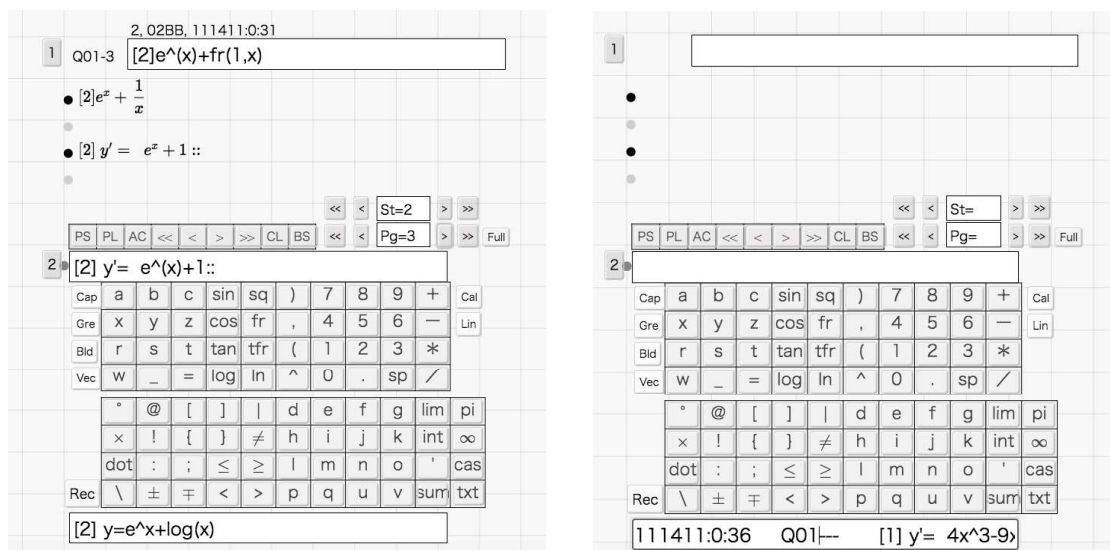 2, 02BB, 111411:0:31
1 Q01-3 [2]e^(x)+fr(1,x)
[2]e^x + 1/x
[2] y′ = e^x + 1 ::
<< < St=2 > >>
PS PL AC << < > >> CL BS << < Pg=3 > >> Full
2 [2] y'= e^(x)+1::
Cap a b c sin sq ) 7 8 9 + Cal
Gre x y z cos fr , 4 5 6 — Lin
Bld r s t tan tfr ( 1 2 3 *
Vec w _ = log ln ^ 0 . sp /
° @ [ ] | d e f g lim pi
× ! { } ≠ h i j k int ∞
dot : ; ≤ ≥ l m n o ' cas
Rec \ ± ∓ < > p q u v sum txt
[2] y=e^x+log(x)
1
<< < St= > >>
PS PL AC << < > >> CL BS << < Pg= > >> Full
2
Cap a b c sin sq ) 7 8 9 + Cal
Gre x y z cos fr , 4 5 6 — Lin
Bld r s t tan tfr ( 1 2 3 *
Vec w _ = log ln ^ 0 . sp /
° @ [ ] | d e f g lim pi
× ! { } ≠ h i j k int ∞
dot : ; ≤ ≥ l m n o ' cas
Rec \ ± ∓ < > p q u v sum txt
111411:0:36 Q01--- [1] y'= 4x^3-9x